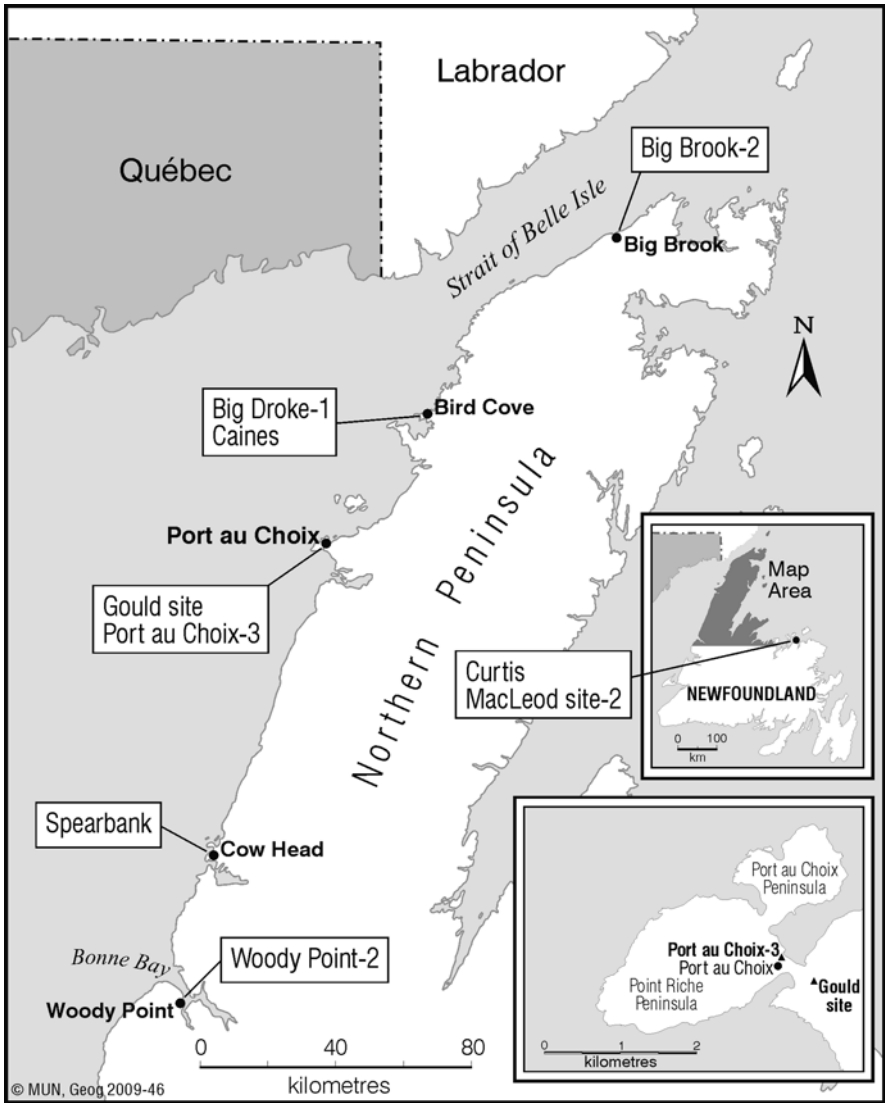 Labrador
Québec
Big Brook-2
Strait of Belle Isle
Big Brook
N
Big Droke-1
Caines
Bird Cove
Northern Peninsula
Port au Choix
Gould site
Port au Choix-3
Map
Area
Curtis
MacLeod site-2
NEWFOUNDLAND
0 100
km
Spearbank
Cow Head
Port au Choix
Peninsula
Port au Choix-3
Port au Choix
Point Riche
Peninsula
Gould
site
0 1 2
kilometres
Bonne Bay
Woody Point-2
Woody Point
0 40 80
kilometres
© MUN, Geog 2009-46